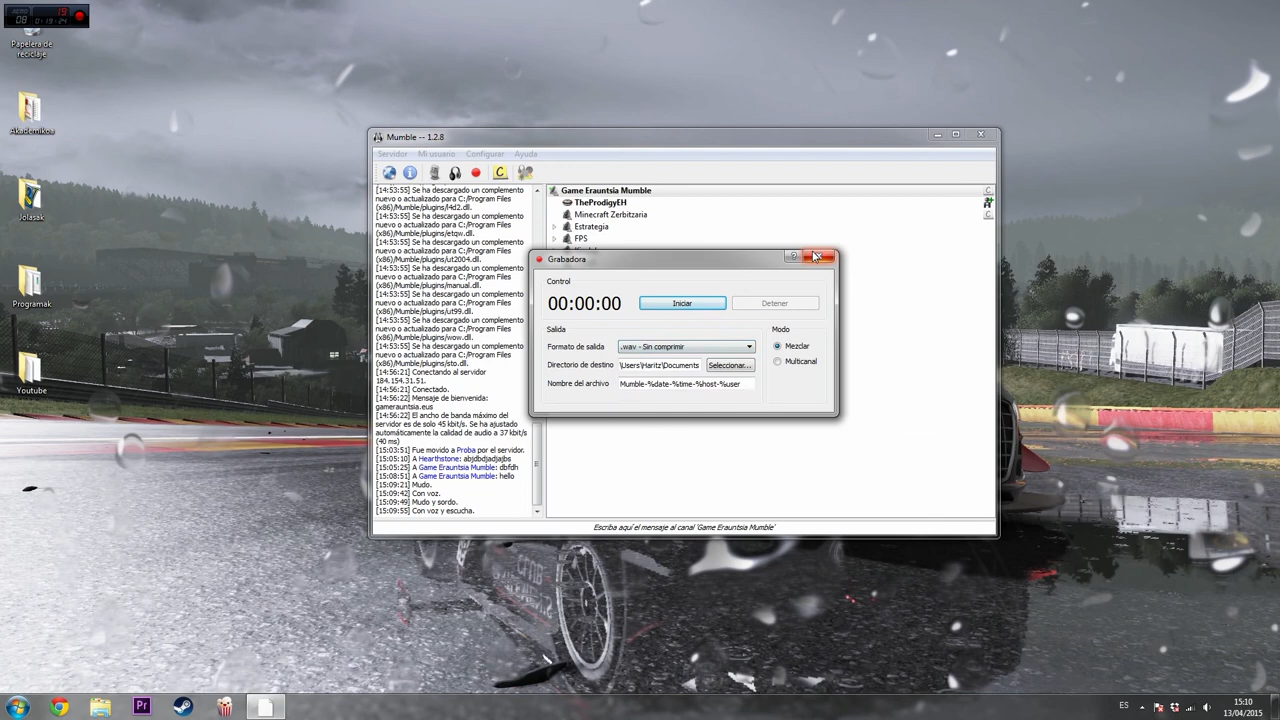 19
08
0:19:24
Papelera de
reciclaje
Akademikoa
Jolasak
Programak
Youtube
Mumble -- 1.2.8
Servidor Mi usuario Configurar Ayuda
[14:53:55] Se ha descargado un complemento
nuevo o actualizado para C:/Program Files
(x86)/Mumble/plugins/l4d2.dll.
[14:53:55] Se ha descargado un complemento
nuevo o actualizado para C:/Program Files
(x86)/Mumble/plugins/etqw.dll.
[14:53:55] Se ha descargado un complemento
nuevo o actualizado para C:/Program Files
(x86)/Mumble/plugins/ut2004.dll.
[14:53:55] Se ha descargado un complemento
nuevo o actualizado para C:/Program Files
(x86)/Mumble/plugins/manual.dll.
[14:53:55] Se ha descargado un complemento
nuevo o actualizado para C:/Program Files
(x86)/Mumble/plugins/ut99.dll.
[14:53:55] Se ha descargado un complemento
nuevo o actualizado para C:/Program Files
(x86)/Mumble/plugins/wow.dll.
[14:53:55] Se ha descargado un complemento
nuevo o actualizado para C:/Program Files
(x86)/Mumble/plugins/sto.dll.
[14:56:21] Conectando al servidor
184.154.31.51.
[14:56:21] Conectado.
[14:56:22] Mensaje de bienvenida:
gamerauntsia.eus
[14:56:22] El ancho de banda máximo del
servidor es de solo 45 kbit/s. Se ha ajustado
automáticamente la calidad de audio a 37 kbit/s
(40 ms)
[15:03:51] Fue movido a Proba por el servidor.
[15:05:10] A Hearthstone: abjdbdjadjajbs
[15:05:25] A Game Erauntsia Mumble: dbfdh
[15:08:51] A Game Erauntsia Mumble: hello
[15:09:21] Mudo.
[15:09:42] Con voz.
[15:09:49] Mudo y sordo.
[15:09:55] Con voz y escucha.
Game Erauntsia Mumble
TheProdigyEH
Minecraft Zerbitzaria
Estrategia
FPS
Grabadora
Control
00:00:00 Iniciar Detener
Salida Modo
Formato de salida .wav - Sin comprimir Mezclar
Directorio de destino \Users\Haritz\Documents Seleccionar... Multicanal
Nombre del archivo Mumble-%date-%time-%host-%user
Escriba aquí el mensaje al canal 'Game Erauntsia Mumble'
Pr
ES
15:10
13/04/2015